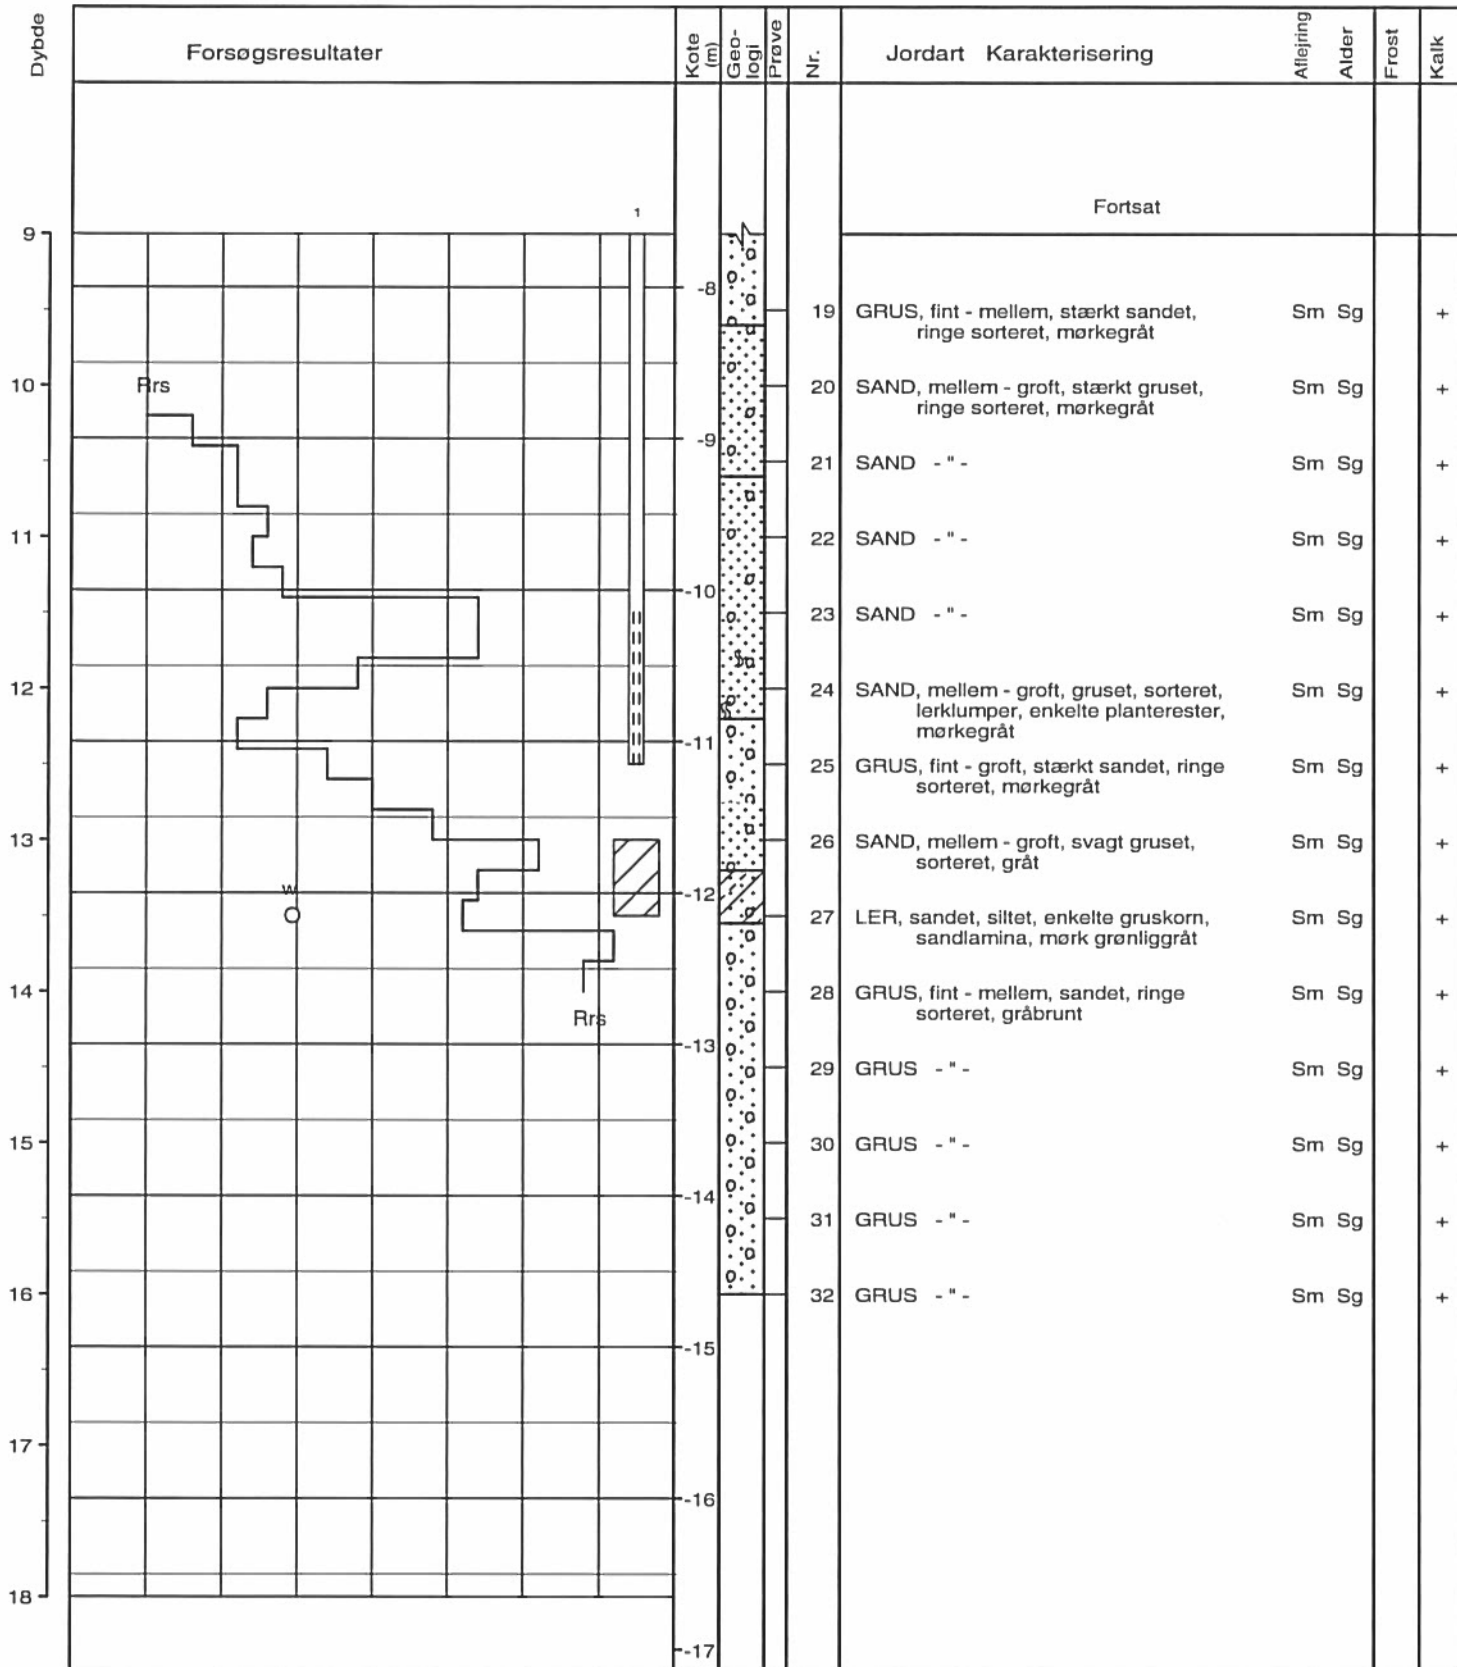 Dybde
Forsøgsresultater
Kote (m)
Geo-logi
Prøve
Nr.
Jordart Karakterisering
Aflejring
Alder
Frost
Kalk
Fortsat
1
9
-8
19 GRUS, fint - mellem, stærkt sandet, Sm Sg +
ringe sorteret, mørkegråt
10 Rrs
20 SAND, mellem - groft, stærkt gruset, Sm Sg +
ringe sorteret, mørkegråt
-9
21 SAND - " - Sm Sg +
11
22 SAND - " - Sm Sg +
-10
23 SAND - " - Sm Sg +
S
12
24 SAND, mellem - groft, gruset, sorteret, Sm Sg +
lerklumper, enkelte planterester,
mørkegråt
S
-11
25 GRUS, fint - groft, stærkt sandet, ringe Sm Sg +
sorteret, mørkegråt
13
26 SAND, mellem - groft, svagt gruset, Sm Sg +
sorteret, gråt
w
-12
27 LER, sandet, siltet, enkelte gruskorn, Sm Sg +
sandlamina, mørk grønliggråt
14
28 GRUS, fint - mellem, sandet, ringe Sm Sg +
sorteret, gråbrunt
Rrs
-13
29 GRUS - " - Sm Sg +
15
30 GRUS - " - Sm Sg +
-14
31 GRUS - " - Sm Sg +
16
32 GRUS - " - Sm Sg +
-15
17
-16
18
-17